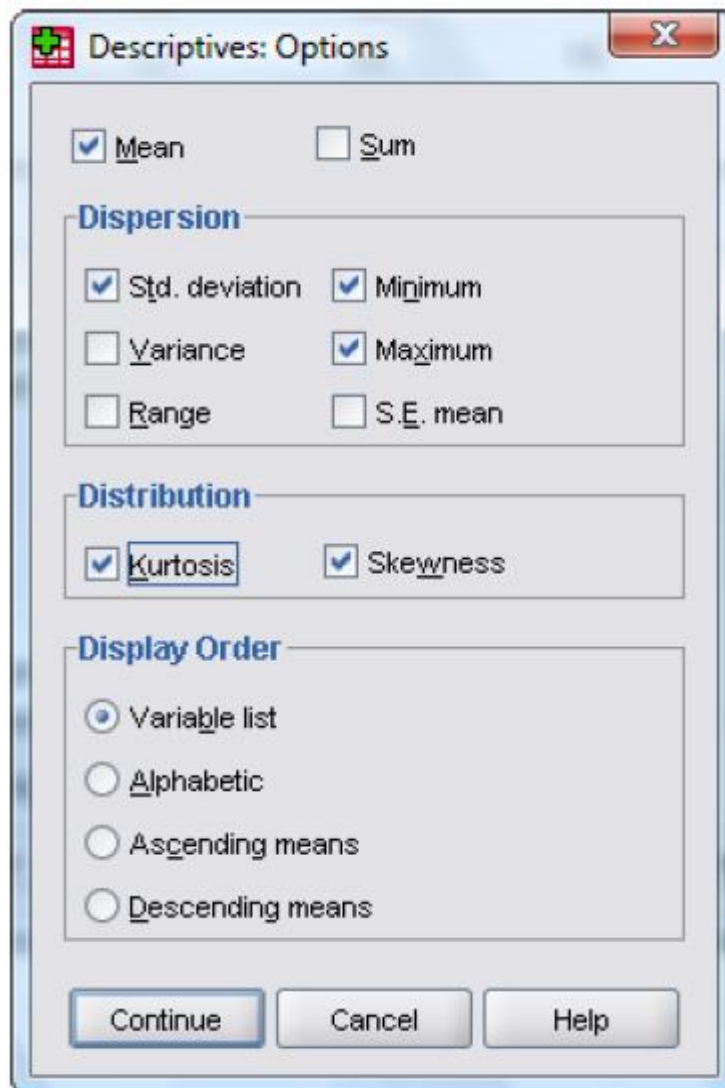 Descriptives: Options
Mean Sum
Dispersion
Std. deviation Minimum
Variance Maximum
Range S.E. mean
Distribution
Kurtosis Skewness
Display Order
Variable list
Alphabetic
Ascending means
Descending means
Continue Cancel Help